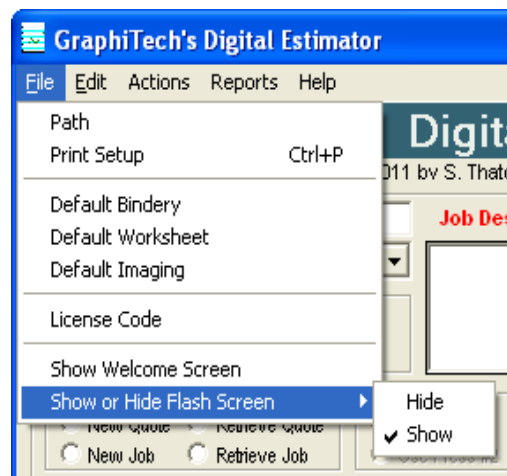 GraphiTech's Digital Estimator
File Edit Actions Reports Help
Path
Print Setup Ctrl+P
Default Bindery
Default Worksheet
Default Imaging
License Code
Show Welcome Screen
Show or Hide Flash Screen
Hide
Show
Digit
011 by S. That
Job Des
New Quote Retrieve Quote
New Job Retrieve Job